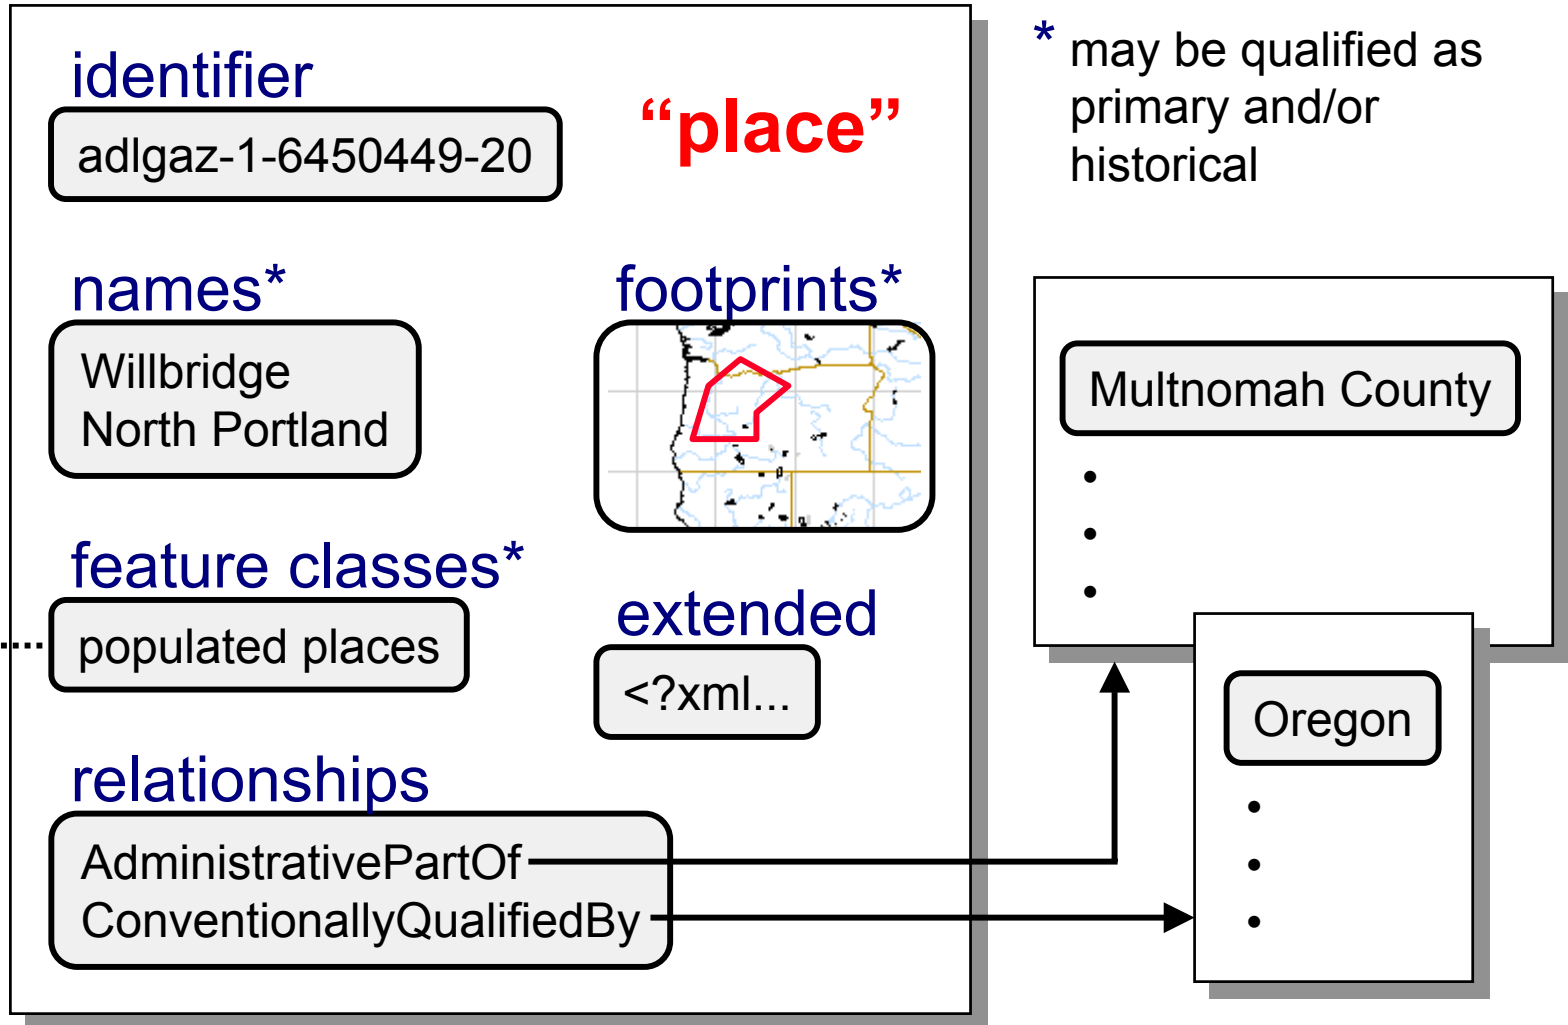 identifier
adlgaz-1-6450449-20
“place”
names*
Willbridge
North Portland
footprints*
feature classes*
populated places
extended
<?xml...
relationships
AdministrativePartOf
ConventionallyQualifiedBy
* may be qualified as
primary and/or
historical
Multnomah County
•
•
•
Oregon
•
•
•